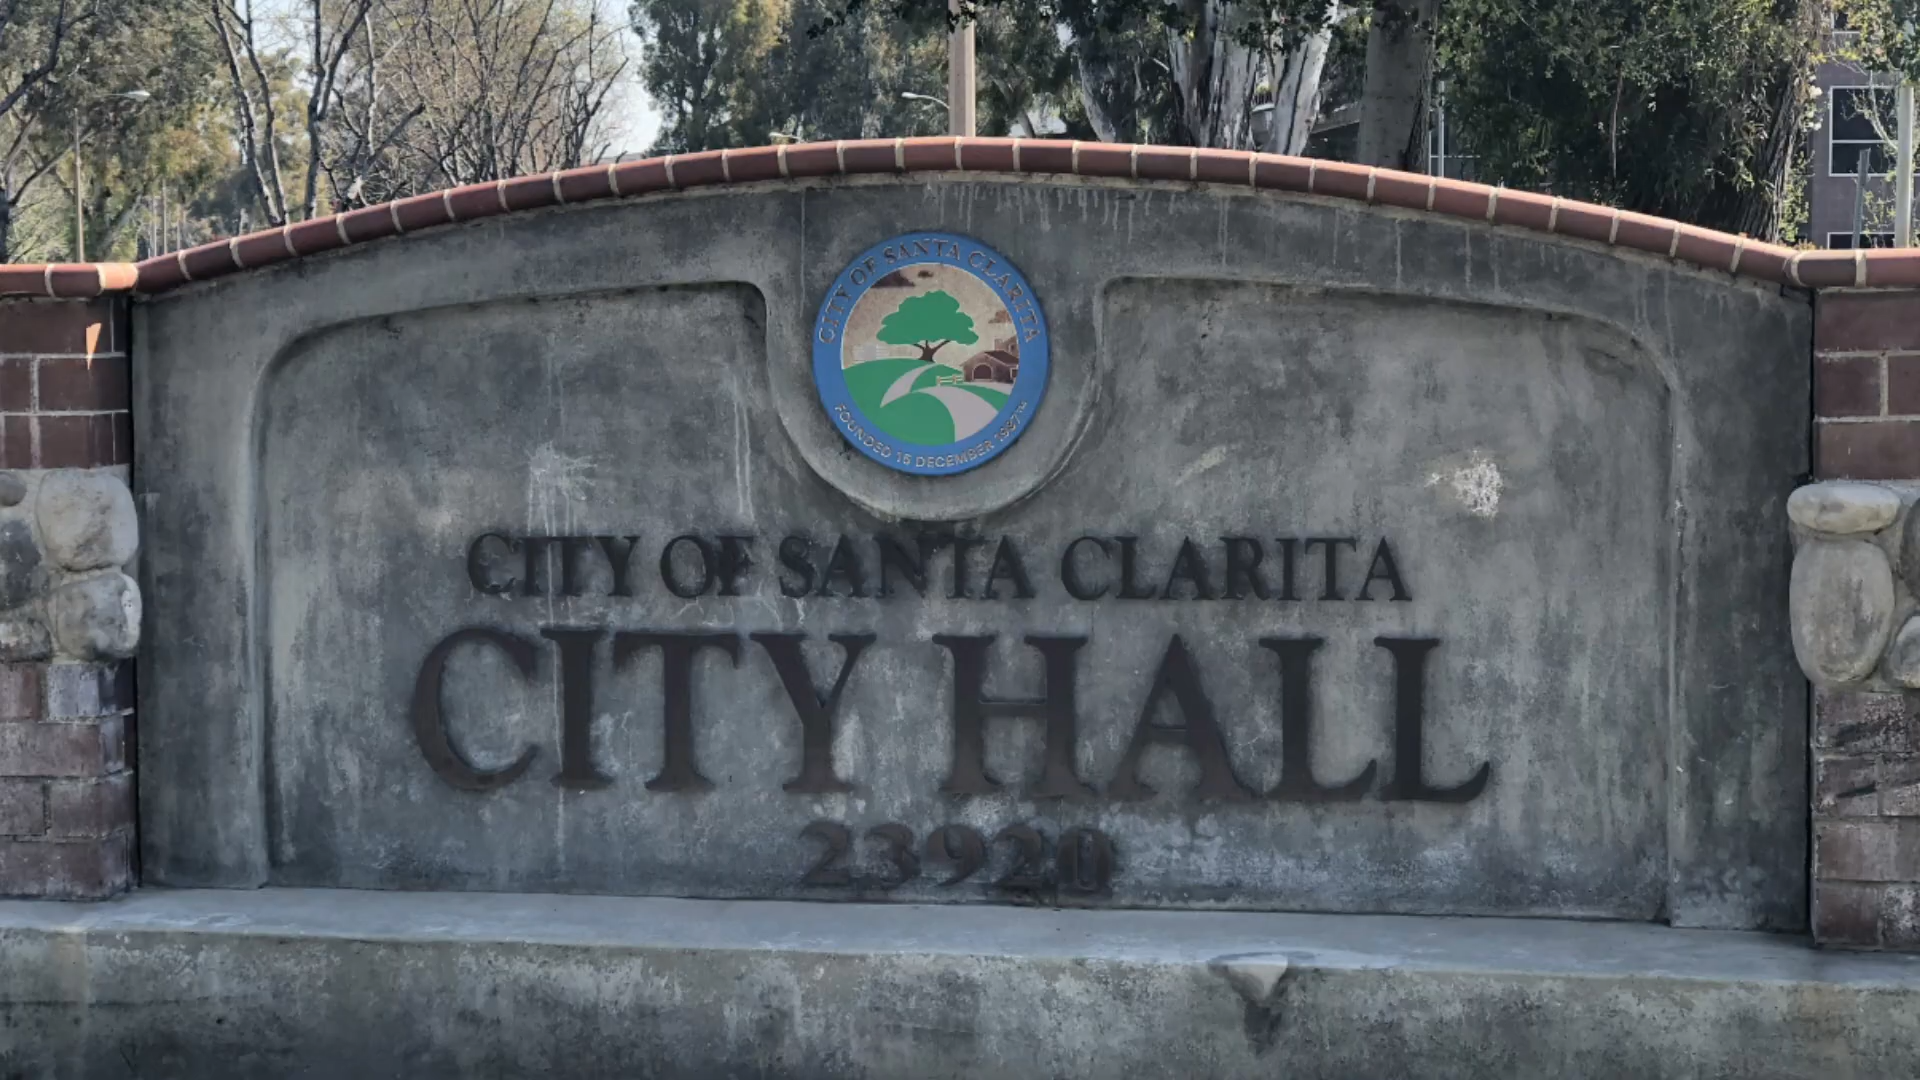 CITY OF SANTA CLARITA
FOUNDED 15 DECEMBER 1987
CITY OF SANTA CLARITA
CITY HALL
23920